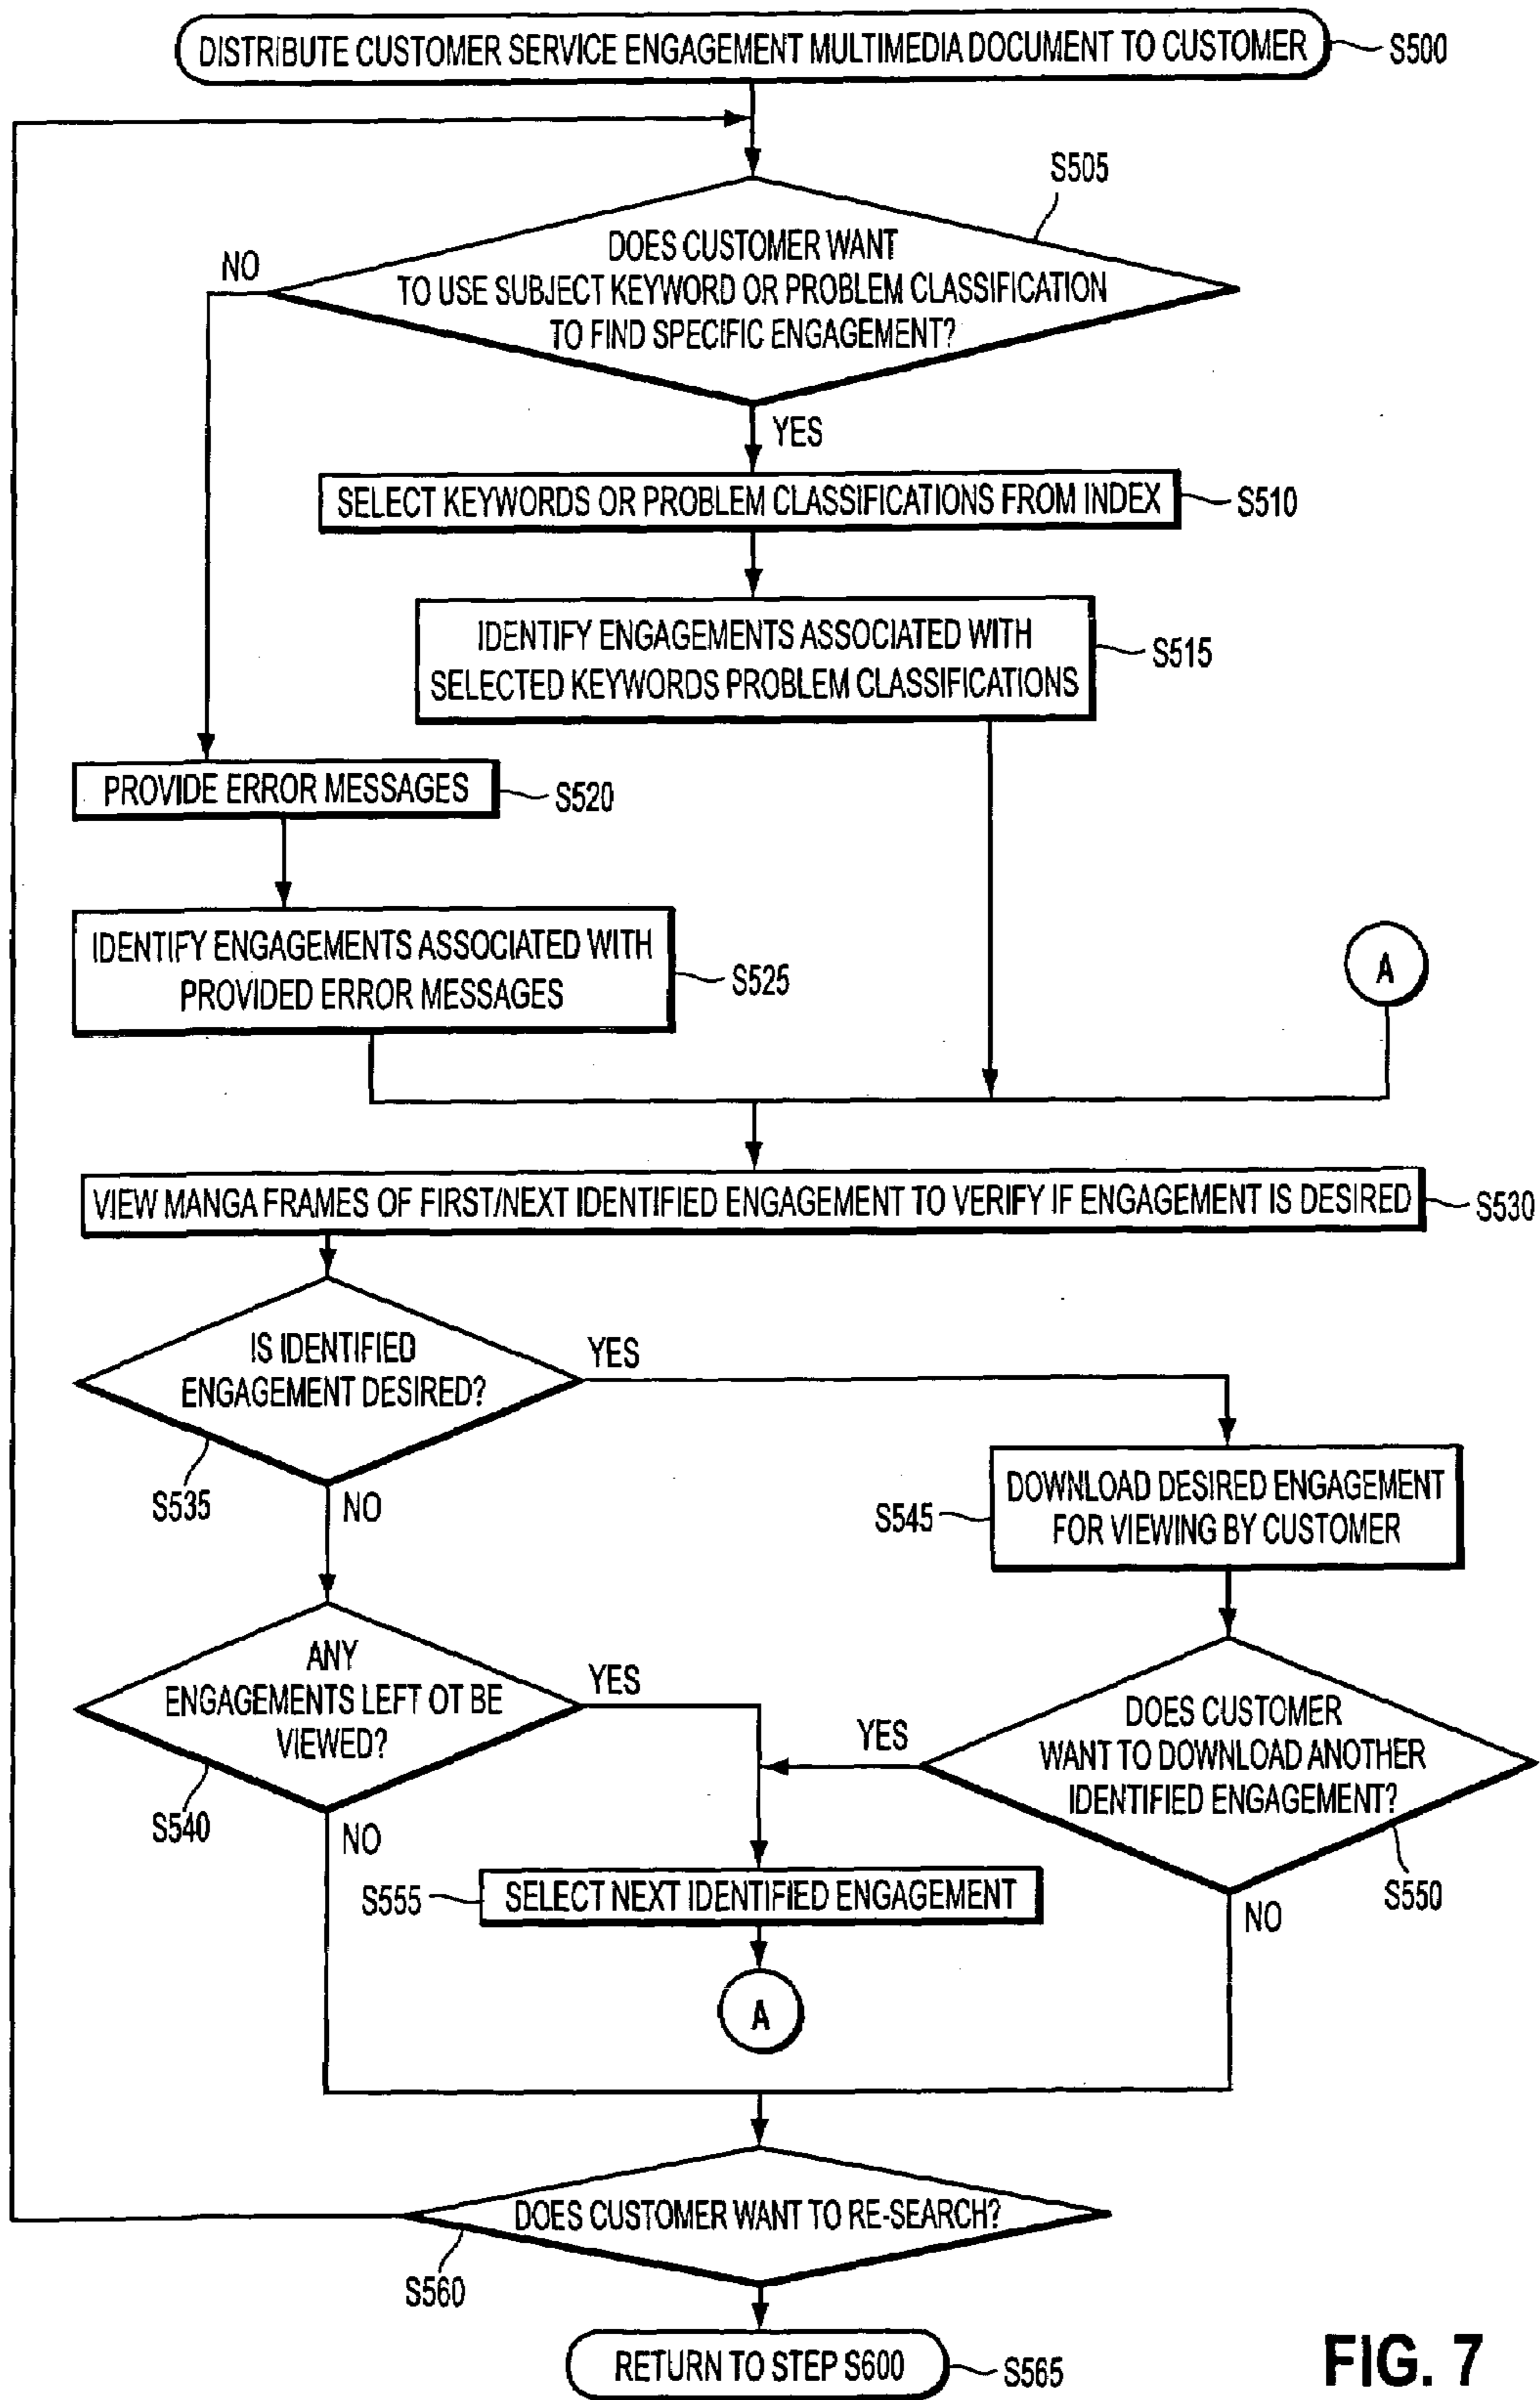 DISTRIBUTE CUSTOMER SERVICE ENGAGEMENT MULTIMEDIA DOCUMENT TO CUSTOMER
S500
S505
DOES CUSTOMER WANT
TO USE SUBJECT KEYWORD OR PROBLEM CLASSIFICATION
TO FIND SPECIFIC ENGAGEMENT?
NO
YES
SELECT KEYWORDS OR PROBLEM CLASSIFICATIONS FROM INDEX
S510
IDENTIFY ENGAGEMENTS ASSOCIATED WITH
SELECTED KEYWORDS PROBLEM CLASSIFICATIONS
S515
PROVIDE ERROR MESSAGES
S520
IDENTIFY ENGAGEMENTS ASSOCIATED WITH
PROVIDED ERROR MESSAGES
S525
A
VIEW MANGA FRAMES OF FIRST/NEXT IDENTIFIED ENGAGEMENT TO VERIFY IF ENGAGEMENT IS DESIRED
S530
IS IDENTIFIED
ENGAGEMENT DESIRED?
YES
S535
NO
DOWNLOAD DESIRED ENGAGEMENT
FOR VIEWING BY CUSTOMER
S545
ANY
ENGAGEMENTS LEFT OT BE
VIEWED?
YES
S540
NO
DOES CUSTOMER
WANT TO DOWNLOAD ANOTHER
IDENTIFIED ENGAGEMENT?
YES
S550
NO
S555
SELECT NEXT IDENTIFIED ENGAGEMENT
A
DOES CUSTOMER WANT TO RE-SEARCH?
S560
RETURN TO STEP S600
S565
FIG. 7